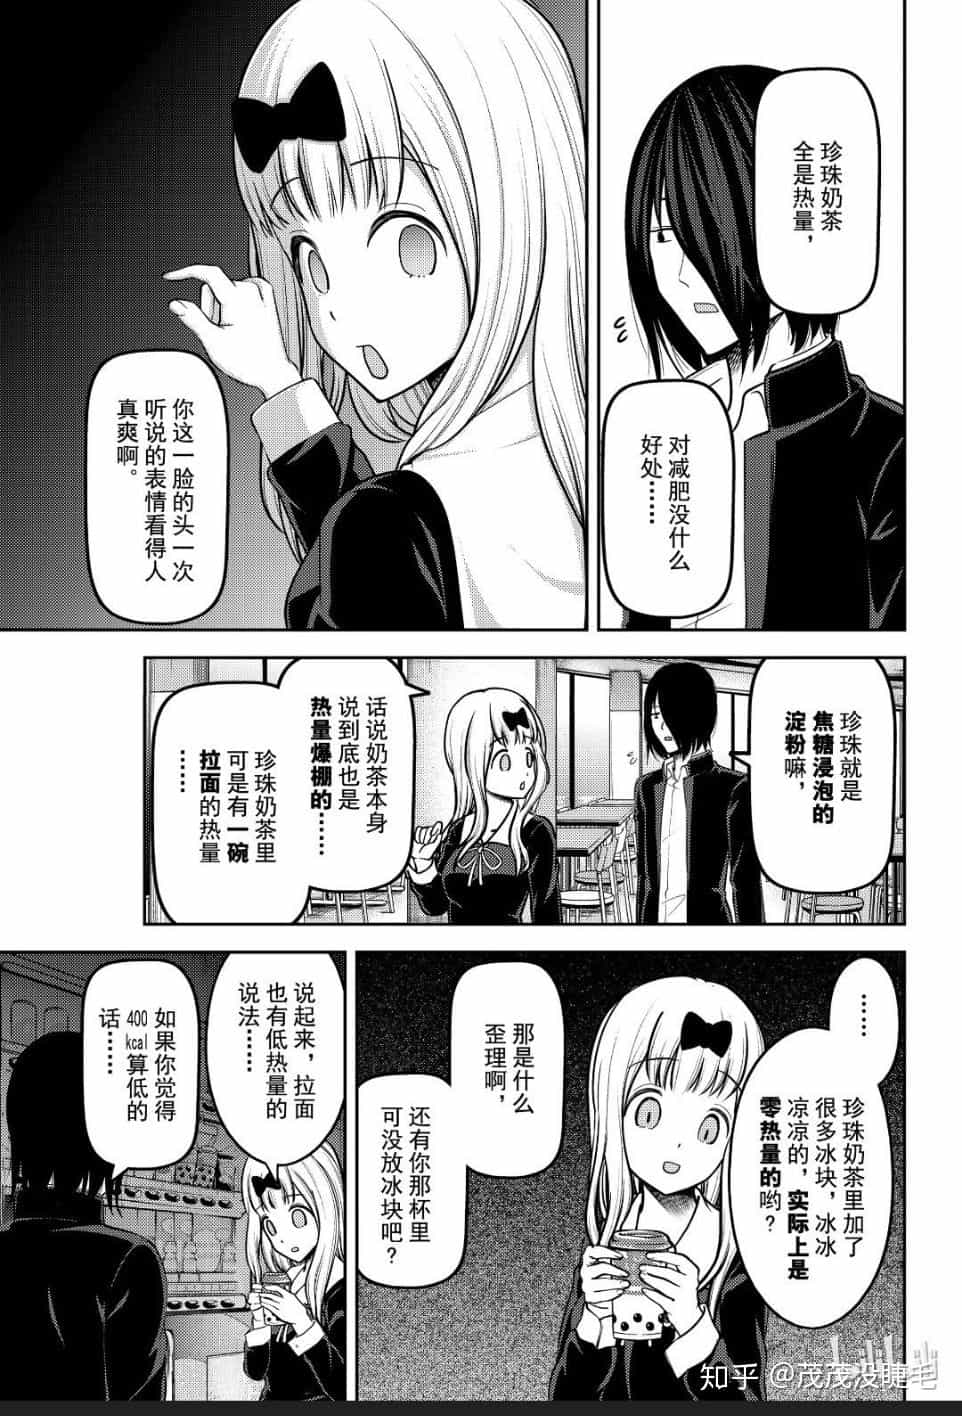 珍珠奶茶
全是热量，
对减肥没什么
好处……
你这一脸的头一次
听说的表情看得人
真爽啊。
珍珠就是
焦糖浸泡的
淀粉嘛，
话说奶茶本身
说到底也是
热量爆棚的……
珍珠奶茶里
可是有一碗
拉面的热量
……
……
珍珠奶茶里加了
很多冰块，冰冰
凉凉的，实际上是
零热量的哟？
那是什么
歪理啊，
还有你那杯里
可没放冰块吧？
说起来，拉面
也有低热量的
说法……
如果你觉得
400kcal算低的
话……
知乎 @茂茂没睫毛